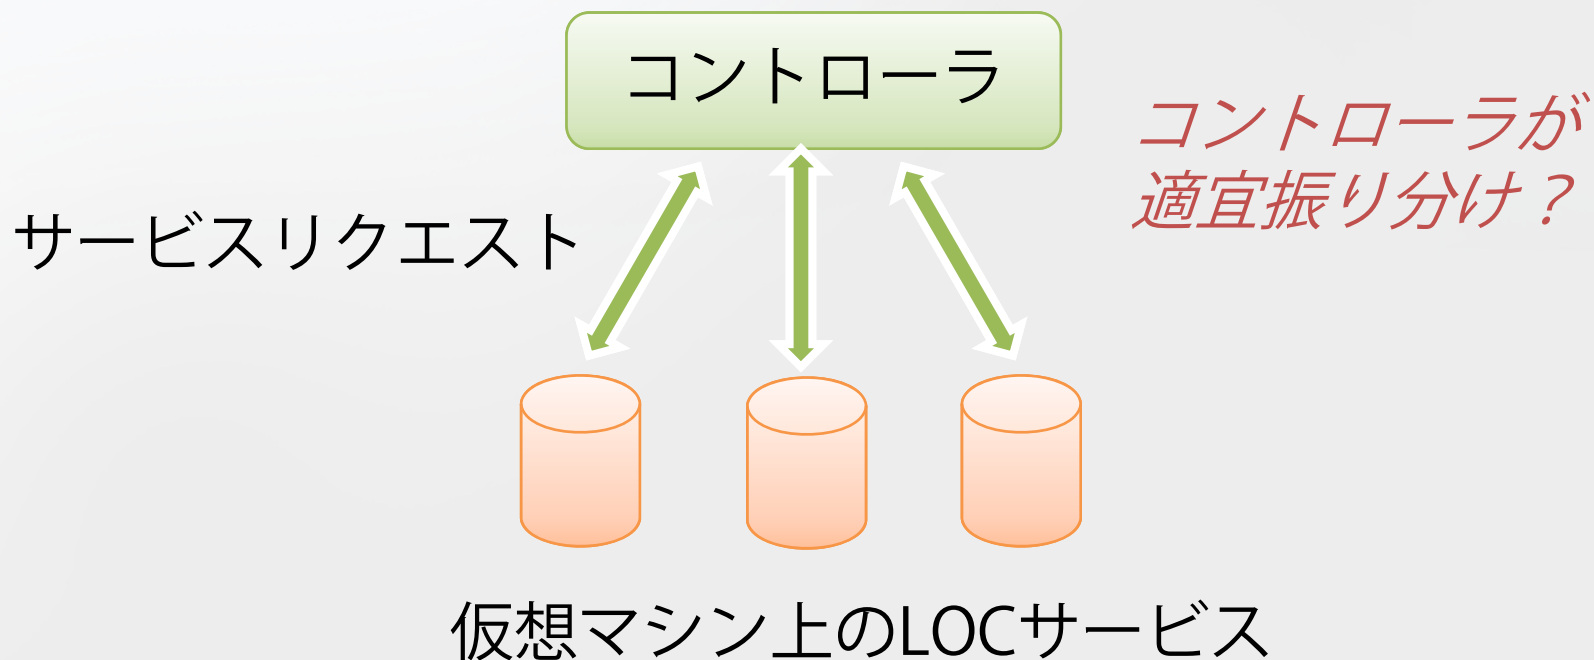 コントローラ
コントローラが
適宜振り分け？
サービスリクエスト
仮想マシン上のLOCサービス